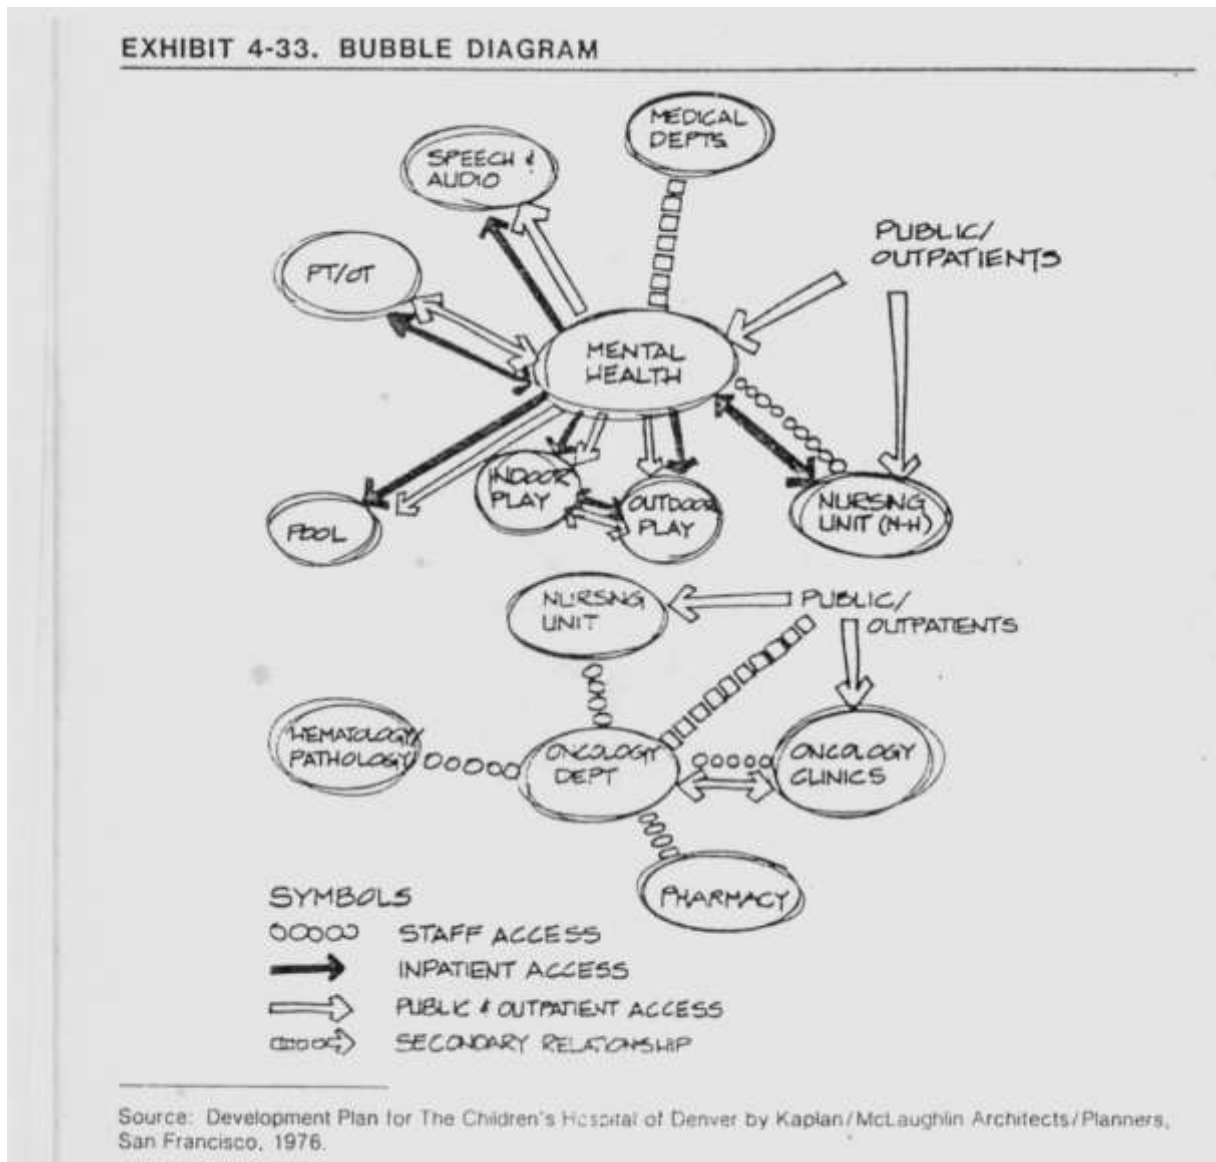 EXHIBIT 4-33. BUBBLE DIAGRAM
MEDICAL
DEPTS
SPEECH &
AUDIO
PUBLIC/
OUTPATIENTS
PT/OT
MENTAL
HEALTH
INDOOR
PLAY
OUTDOOR
PLAY
NURSING
UNIT (N-H)
POOL
NURSNG
UNIT
PUBLIC/
OUTPATIENTS
HEMATOLOGY/
PATHOLOGY
ONCOLOGY
DEPT
ONCOLOGY
CLINICS
PHARMACY
SYMBOLS
STAFF ACCESS
INPATIENT ACCESS
PUBLIC & OUTPATIENT ACCESS
SECONDARY RELATIONSHIP
Source: Development Plan for The Children's Hospital of Denver by Kaplan/McLaughlin Architects/Planners,
San Francisco, 1976.